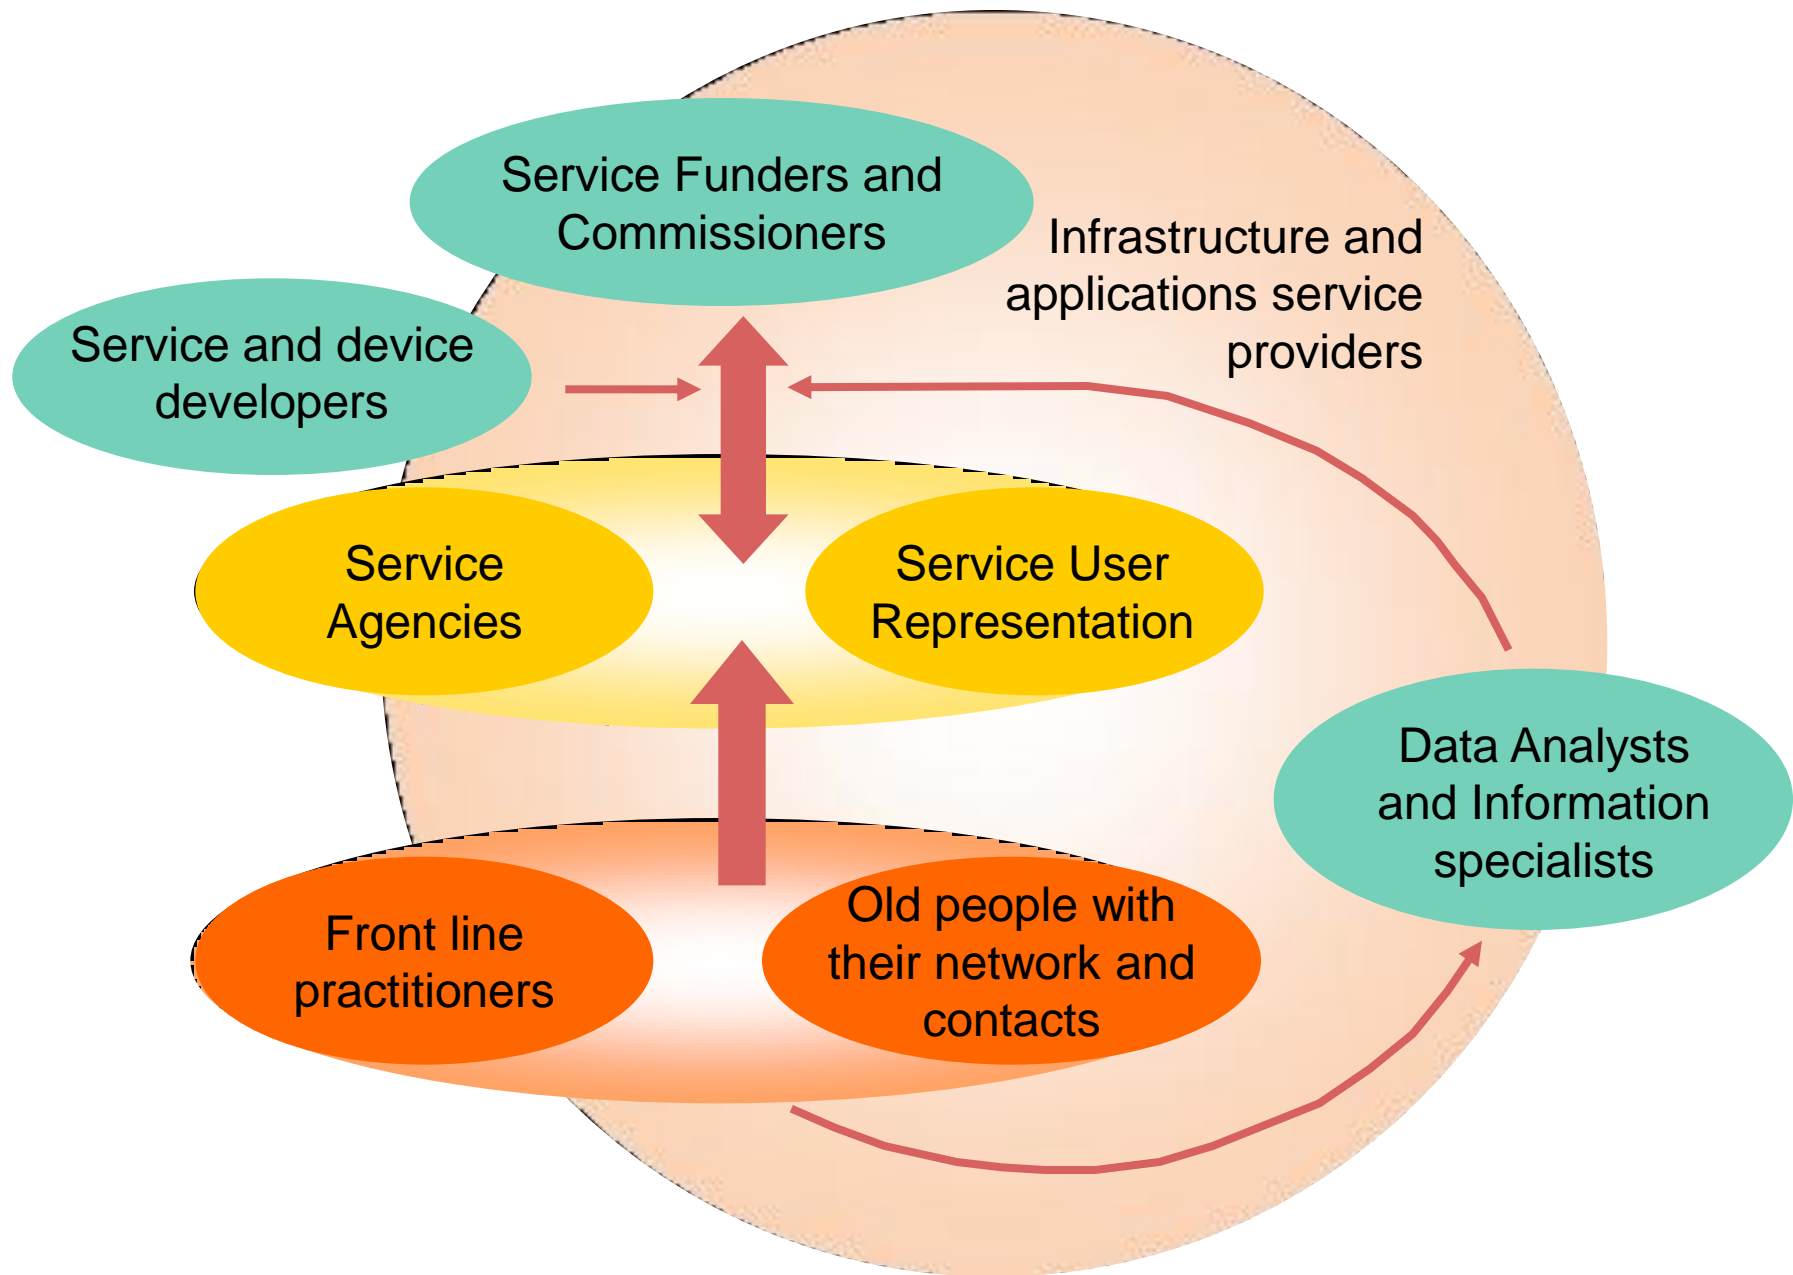 Service Funders and
Commissioners
Infrastructure and
applications service
providers
Service and device
developers
Service
Agencies
Service User
Representation
Data Analysts
and Information
specialists
Front line
practitioners
Old people with
their network and
contacts